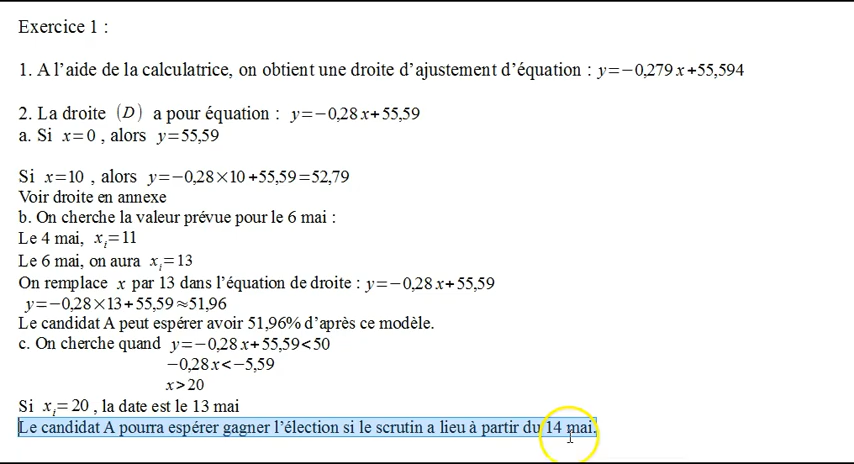 Exercice 1 :
1. A l'aide de la calculatrice, on obtient une droite d'ajustement d'équation : y=−0,279 x+55,594
2. La droite (D) a pour équation : y=−0,28 x+55,59
a. Si x=0 , alors y=55,59
Si x=10 , alors y=−0,28×10+55,59=52,79
Voir droite en annexe
b. On cherche la valeur prévue pour le 6 mai :
Le 4 mai, xᵢ=11
Le 6 mai, on aura xᵢ=13
On remplace x par 13 dans l'équation de droite : y=−0,28 x+55,59
y=−0,28×13+55,59≈51,96
Le candidat A peut espérer avoir 51,96% d'après ce modèle.
c. On cherche quand y=−0,28 x+55,59<50
−0,28 x<−5,59
x>20
Si xᵢ=20 , la date est le 13 mai
Le candidat A pourra espérer gagner l'élection si le scrutin a lieu à partir du 14 mai.